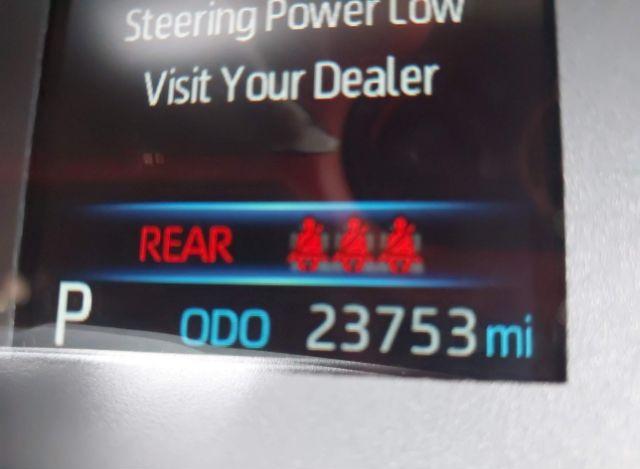 Steering Power Low
Visit Your Dealer
REAR
P ODO 23753 mi